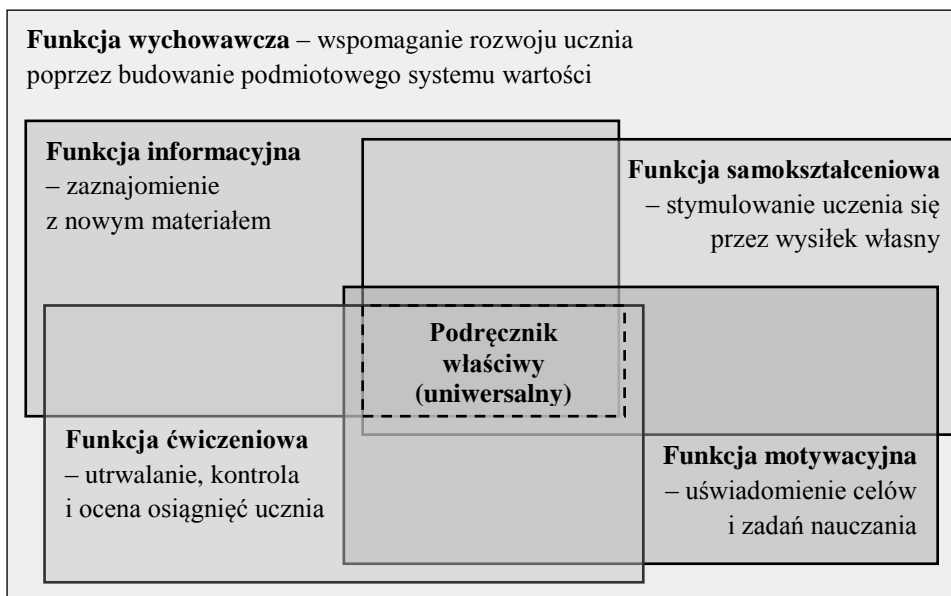 Funkcja wychowawcza – wspomaganie rozwoju ucznia
poprzez budowanie podmiotowego systemu wartości
Funkcja informacyjna
– zaznajomienie
z nowym materiałem
Funkcja samokształceniowa
– stymulowanie uczenia się
przez wysiłek własny
Podręcznik
właściwy
(uniwersalny)
Funkcja ćwiczeniowa
– utrwalanie, kontrola
i ocena osiągnięć ucznia
Funkcja motywacyjna
– uświadomienie celów
i zadań nauczania